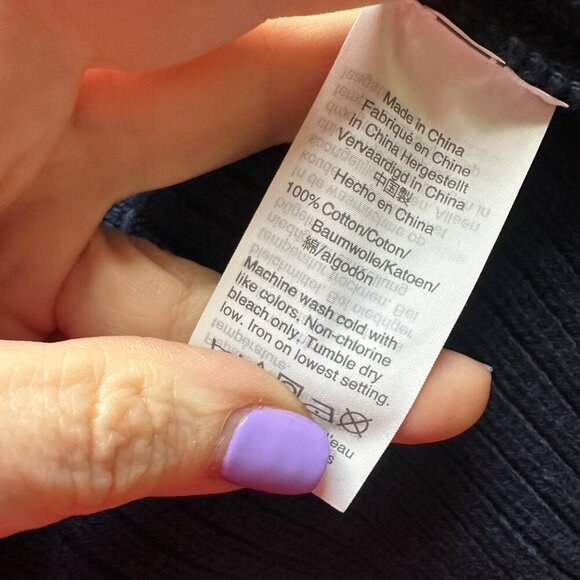 Made in China
Fabriqué en Chine
in China Hergestellt
Vervaardigd in China
中国製
Hecho en China
100% Cotton/Coton/
Baumwolle/Katoen/
綿/algodón
Machine wash cold with
like colors. Non-chlorine
bleach only. Tumble dry
low. Iron on lowest setting.
d'eau